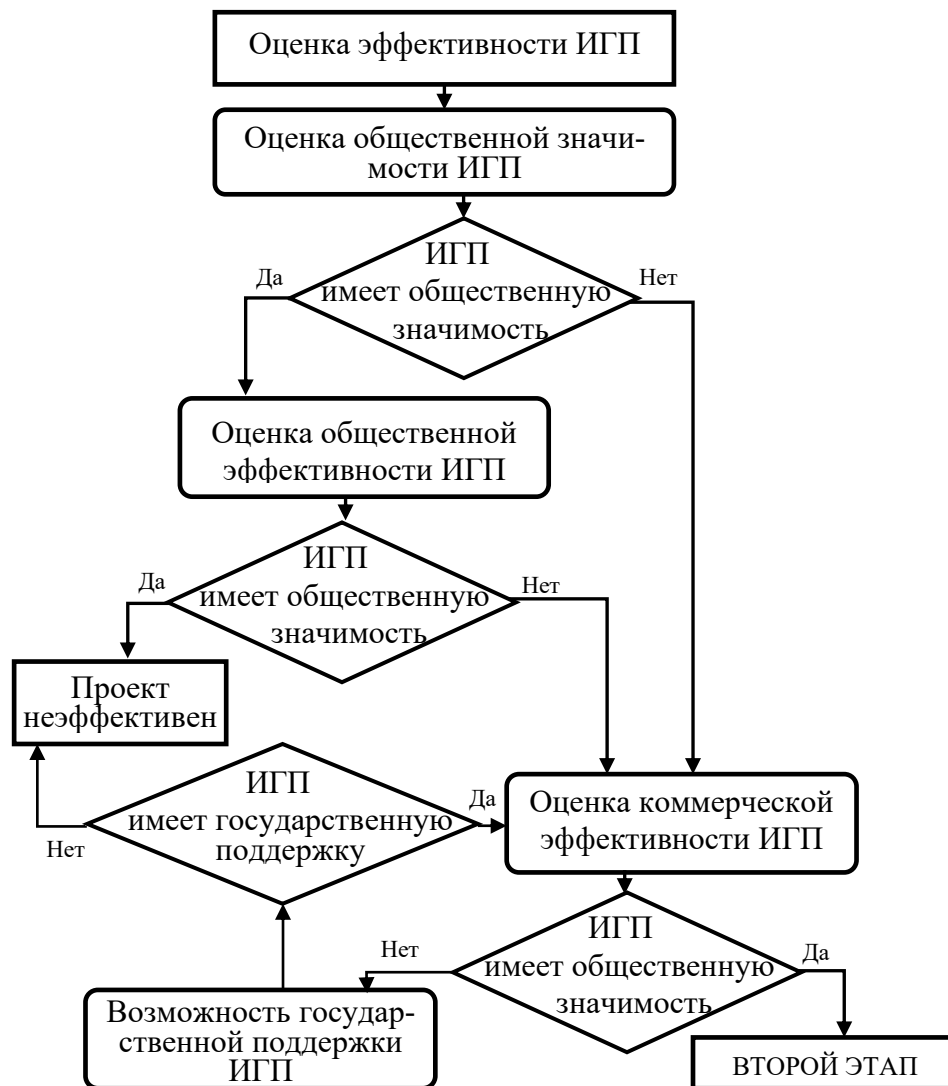 Оценка эффективности ИГП
Оценка общественной значи-
мости ИГП
ИГП
имеет общественную
значимость
Да
Нет
Оценка общественной
эффективности ИГП
ИГП
имеет общественную
значимость
Да
Нет
Проект
неэффективен
ИГП
имеет государственную
поддержку
Нет
Да
Оценка коммерческой
эффективности ИГП
ИГП
имеет общественную
значимость
Нет
Да
Возможность государ-
ственной поддержки
ИГП
ВТОРОЙ ЭТАП